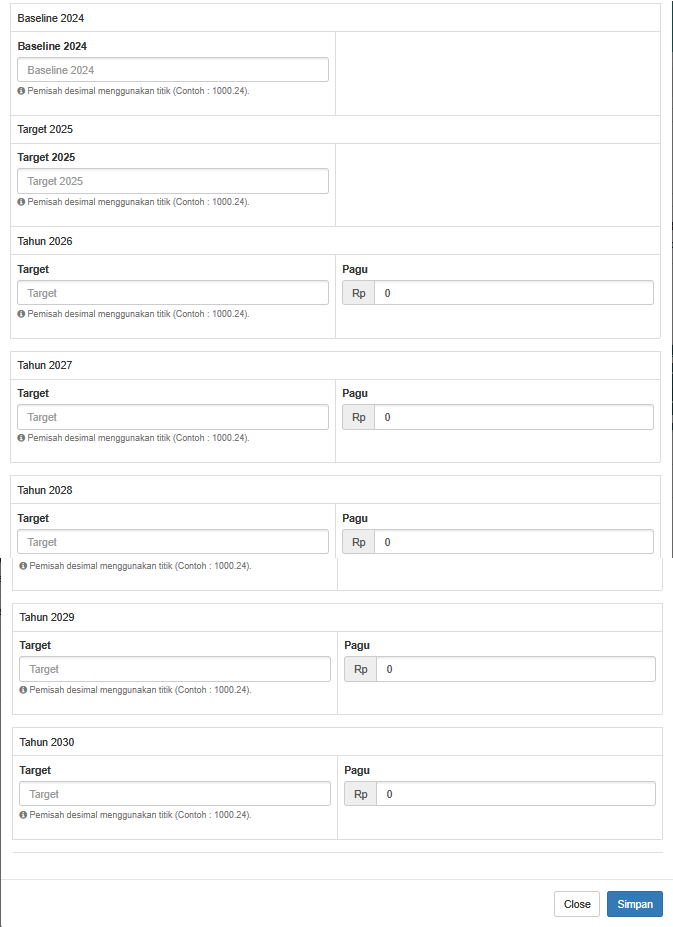 Baseline 2024
Baseline 2024
Baseline 2024
Pemisah desimal menggunakan titik (Contoh : 1000.24).
Target 2025
Target 2025
Target 2025
Pemisah desimal menggunakan titik (Contoh : 1000.24).
Tahun 2026
Target Pagu
Target Rp 0
Pemisah desimal menggunakan titik (Contoh : 1000.24).
Tahun 2027
Target Pagu
Target Rp 0
Pemisah desimal menggunakan titik (Contoh : 1000.24).
Tahun 2028
Target Pagu
Target Rp 0
Pemisah desimal menggunakan titik (Contoh : 1000.24).
Tahun 2029
Target Pagu
Target Rp 0
Pemisah desimal menggunakan titik (Contoh : 1000.24).
Tahun 2030
Target Pagu
Target Rp 0
Pemisah desimal menggunakan titik (Contoh : 1000.24).
Close Simpan